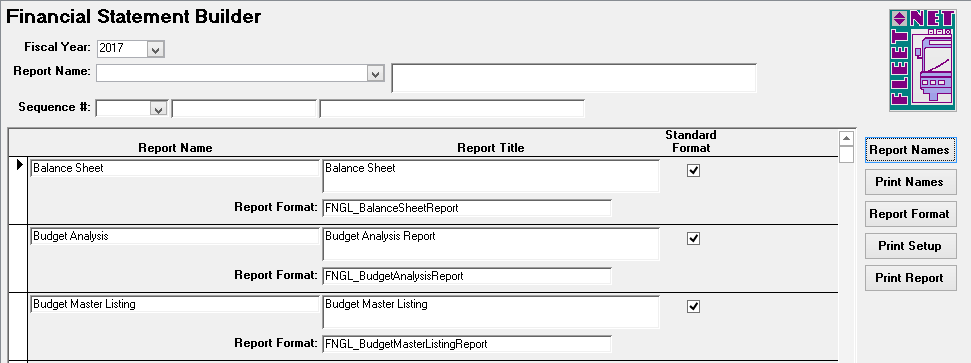 Financial Statement Builder
FLEET NET
Fiscal Year: 2017
Report Name:
Sequence #:
Report Name Report Title Standard Format
Balance Sheet Balance Sheet
Report Format: FNGL_BalanceSheetReport
Budget Analysis Budget Analysis Report
Report Format: FNGL_BudgetAnalysisReport
Budget Master Listing Budget Master Listing
Report Format: FNGL_BudgetMasterListingReport
Report Names
Print Names
Report Format
Print Setup
Print Report